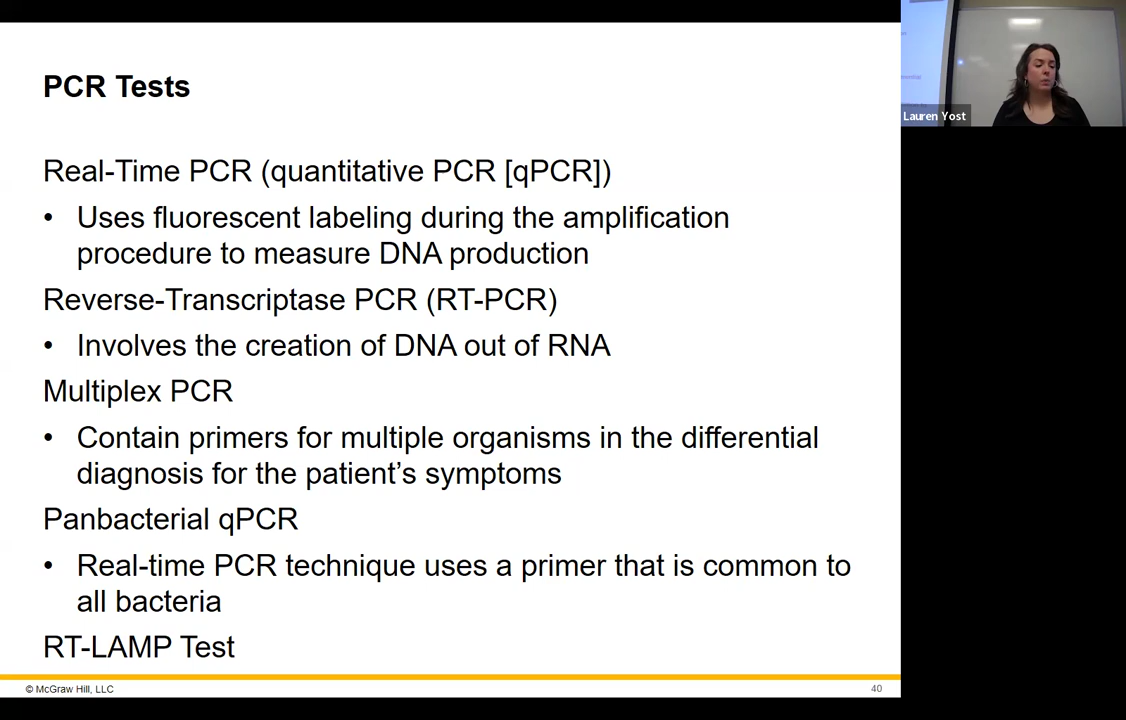 PCR Tests
Real-Time PCR (quantitative PCR [qPCR])
• Uses fluorescent labeling during the amplification
procedure to measure DNA production
Reverse-Transcriptase PCR (RT-PCR)
• Involves the creation of DNA out of RNA
Multiplex PCR
• Contain primers for multiple organisms in the differential
diagnosis for the patient's symptoms
Panbacterial qPCR
• Real-time PCR technique uses a primer that is common to
all bacteria
RT-LAMP Test
© McGraw Hill, LLC
40
Lauren Yost